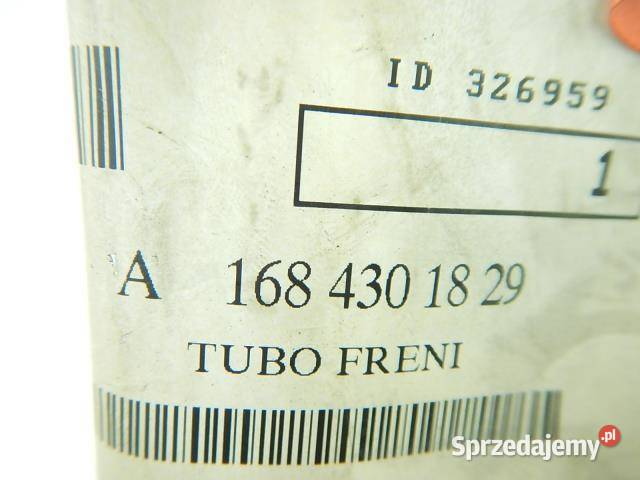 ID 326959
1
A 168 430 18 29
TUBO FRENI
Sprzedajemy.pl